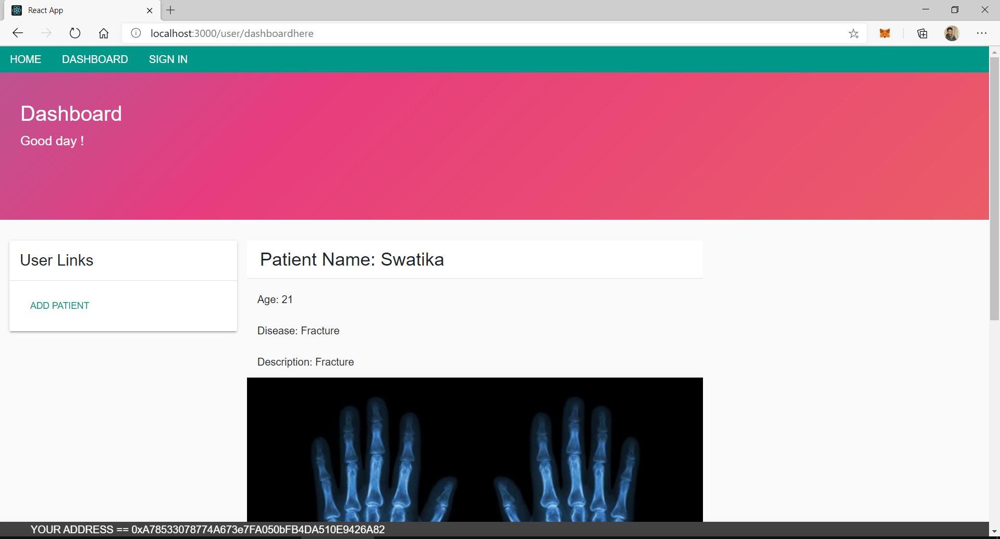 React App
localhost:3000/user/dashboardhere
HOME DASHBOARD SIGN IN
Dashboard
Good day !
User Links
ADD PATIENT
Patient Name: Swatika
Age: 21
Disease: Fracture
Description: Fracture
YOUR ADDRESS == 0xA78533078774A673e7FA050bFB4DA510E9426A82